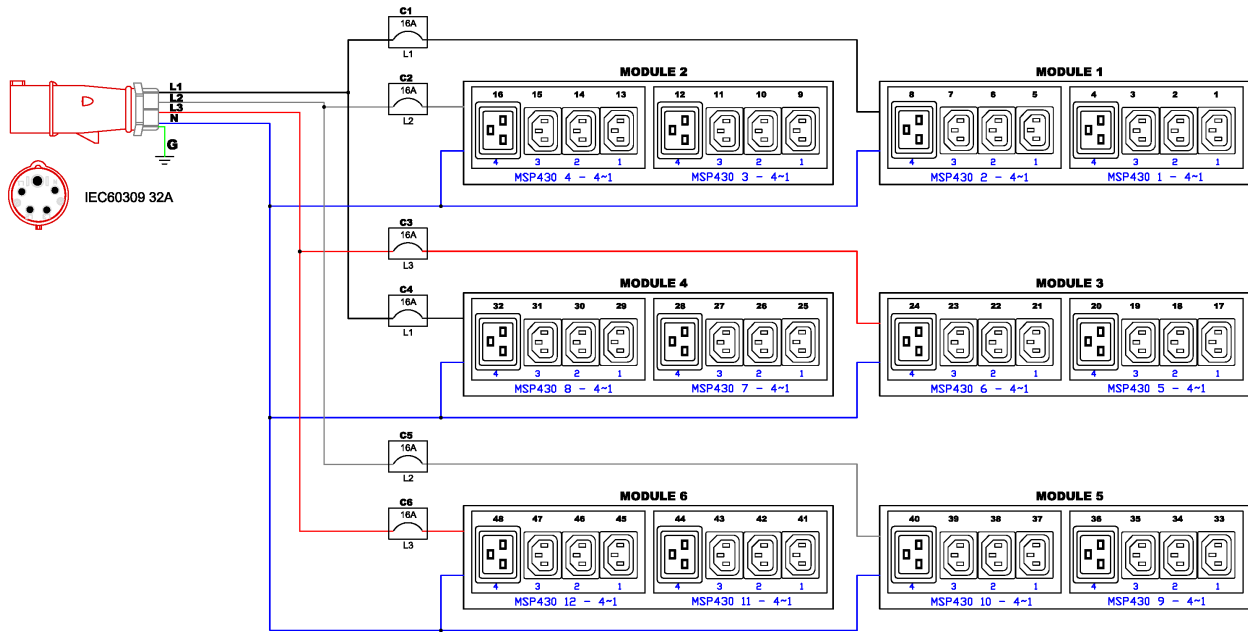 C1
16A
L1
C2
16A
L2
MODULE 2
MODULE 1
L1
L2
L3
N
G
16 15 14 13 12 11 10 9
8 7 6 5 4 3 2 1
4 3 2 1 4 3 2 1
4 3 2 1 4 3 2 1
MSP430 4 - 4~1 MSP430 3 - 4~1
MSP430 2 - 4~1 MSP430 1 - 4~1
IEC60309 32A
C3
16A
L3
C4
16A
L1
MODULE 4
MODULE 3
32 31 30 29 28 27 26 25
24 23 22 21 20 19 18 17
4 3 2 1 4 3 2 1
4 3 2 1 4 3 2 1
MSP430 8 - 4~1 MSP430 7 - 4~1
MSP430 6 - 4~1 MSP430 5 - 4~1
C5
16A
L2
C6
16A
L3
MODULE 6
MODULE 5
48 47 46 45 44 43 42 41
40 39 38 37 36 35 34 33
4 3 2 1 4 3 2 1
4 3 2 1 4 3 2 1
MSP430 12 - 4~1 MSP430 11 - 4~1
MSP430 10 - 4~1 MSP430 9 - 4~1